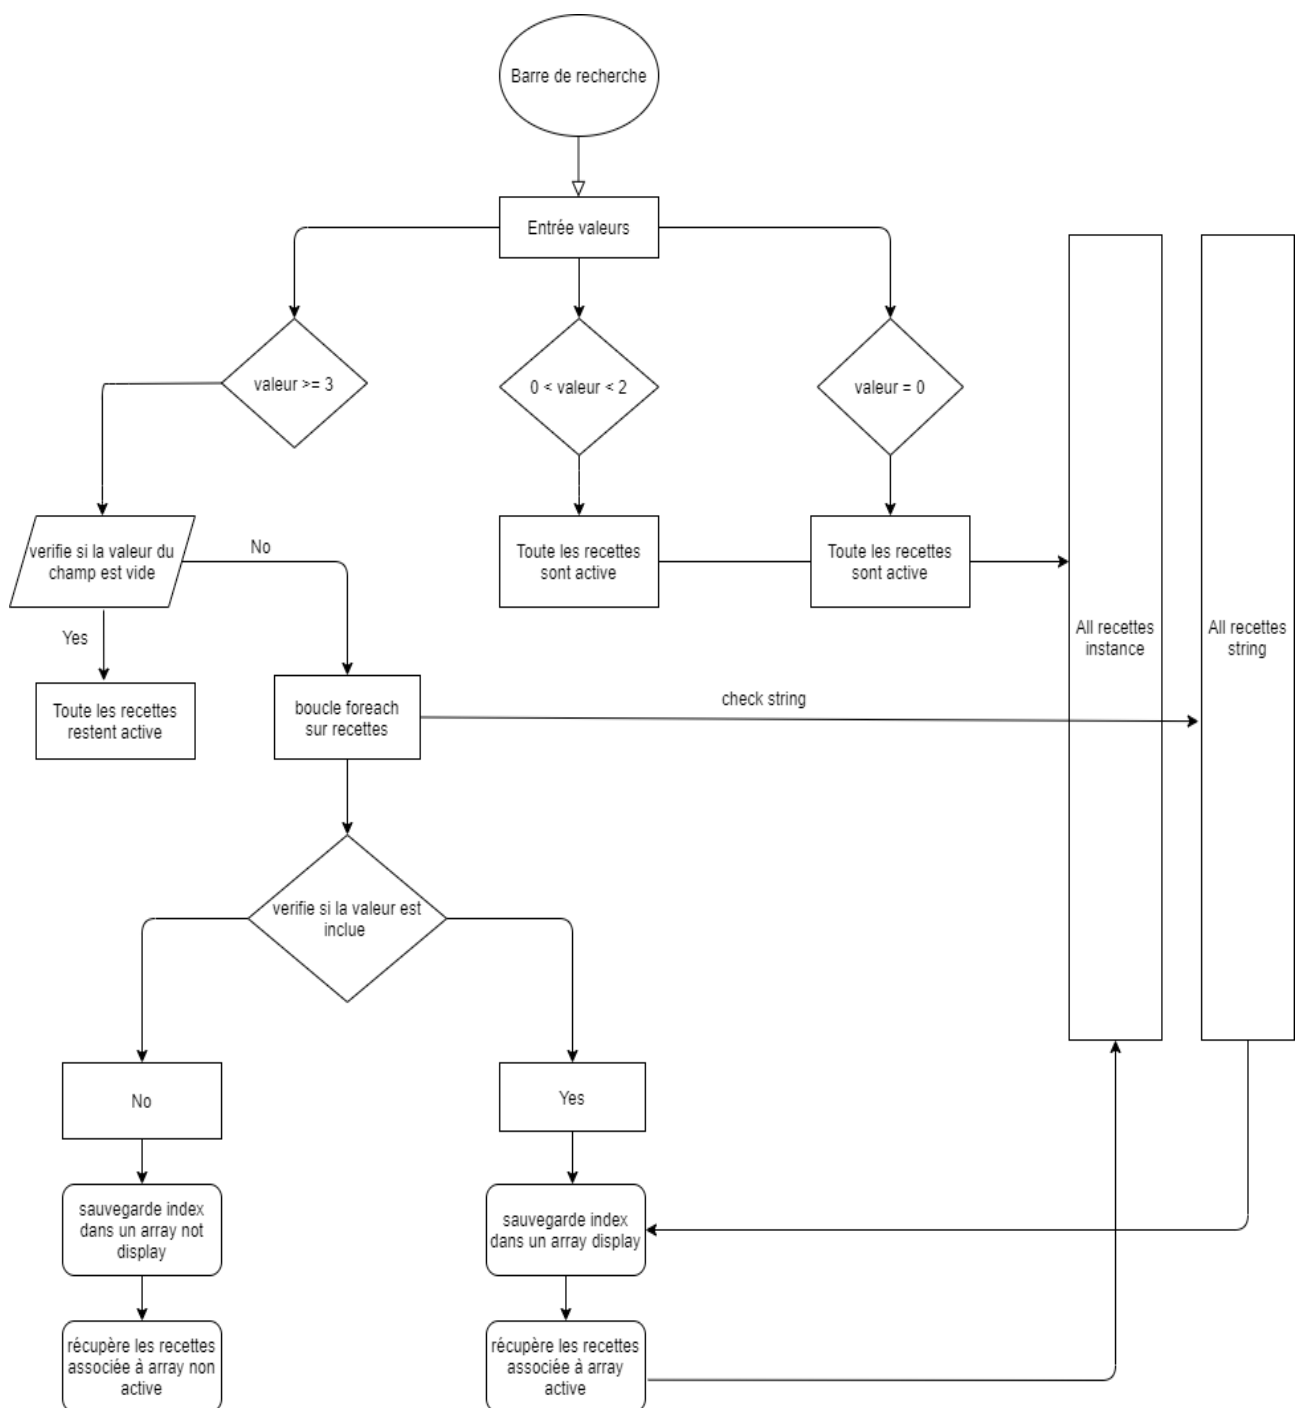 Barre de recherche
Entrée valeurs
valeur >= 3
0 < valeur < 2
valeur = 0
verifie si la valeur du
champ est vide
No
Toute les recettes
sont active
Toute les recettes
sont active
All recettes
instance
All recettes
string
Yes
Toute les recettes
restent active
boucle foreach
sur recettes
check string
verifie si la valeur est
inclue
No
Yes
sauvegarde index
dans un array not
display
sauvegarde index
dans un array display
récupère les recettes
associée à array non
active
récupère les recettes
associée à array
active